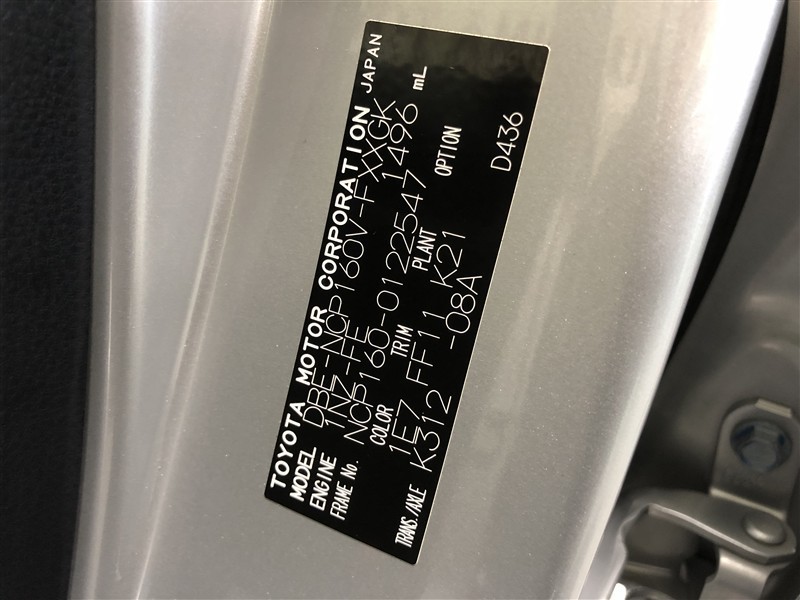 TOYOTA MOTOR CORPORATION JAPAN
MODEL DBE-NCP160V-FXXGK
ENGINE 1NZ-FE 1496 mL
FRAME No. NCP160-0122547
COLOR TRIM PLANT OPTION
1E7 FF11 K21
TRANS./AXLE K312 -08A
D436